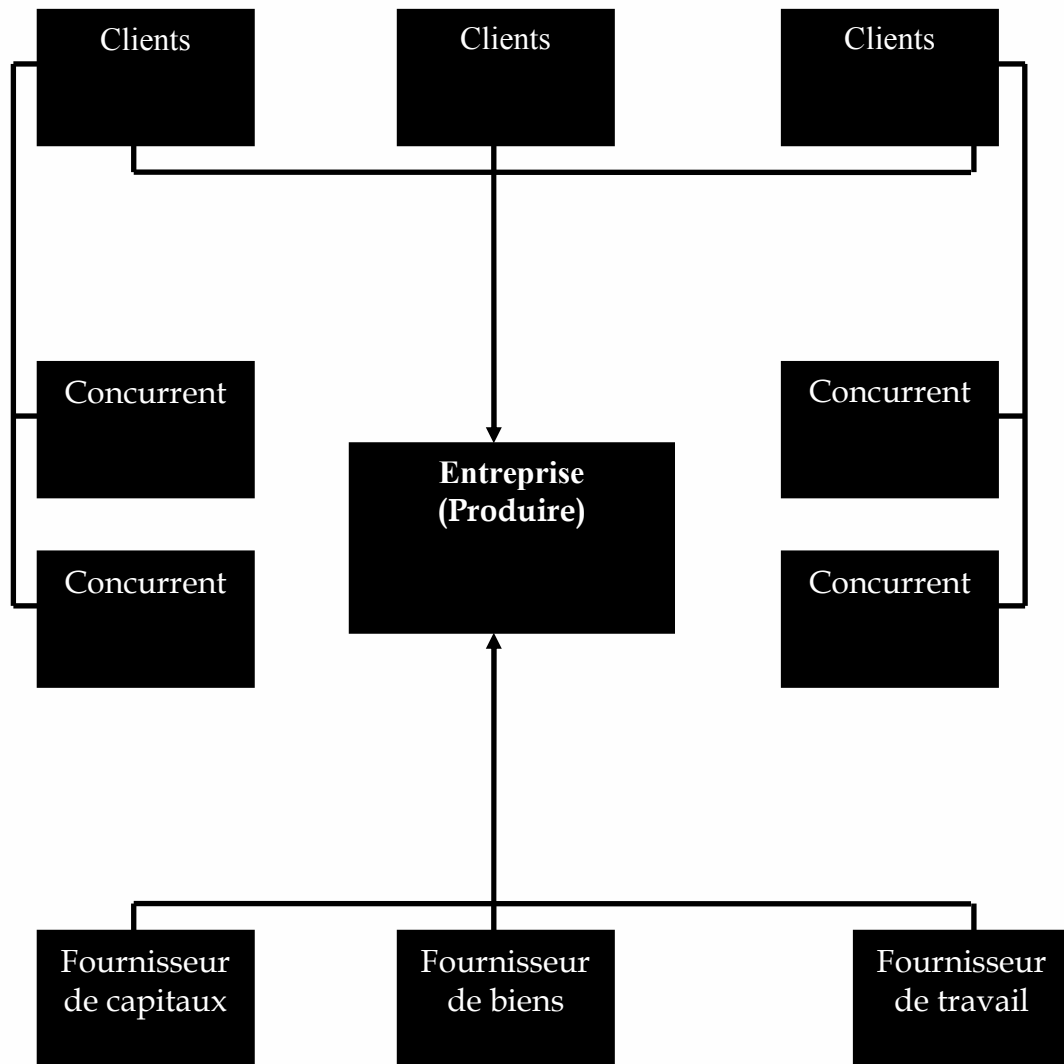 Clients
Clients
Clients
Concurrent
Concurrent
Entreprise
(Produire)
Concurrent
Concurrent
Fournisseur
de capitaux
Fournisseur
de biens
Fournisseur
de travail